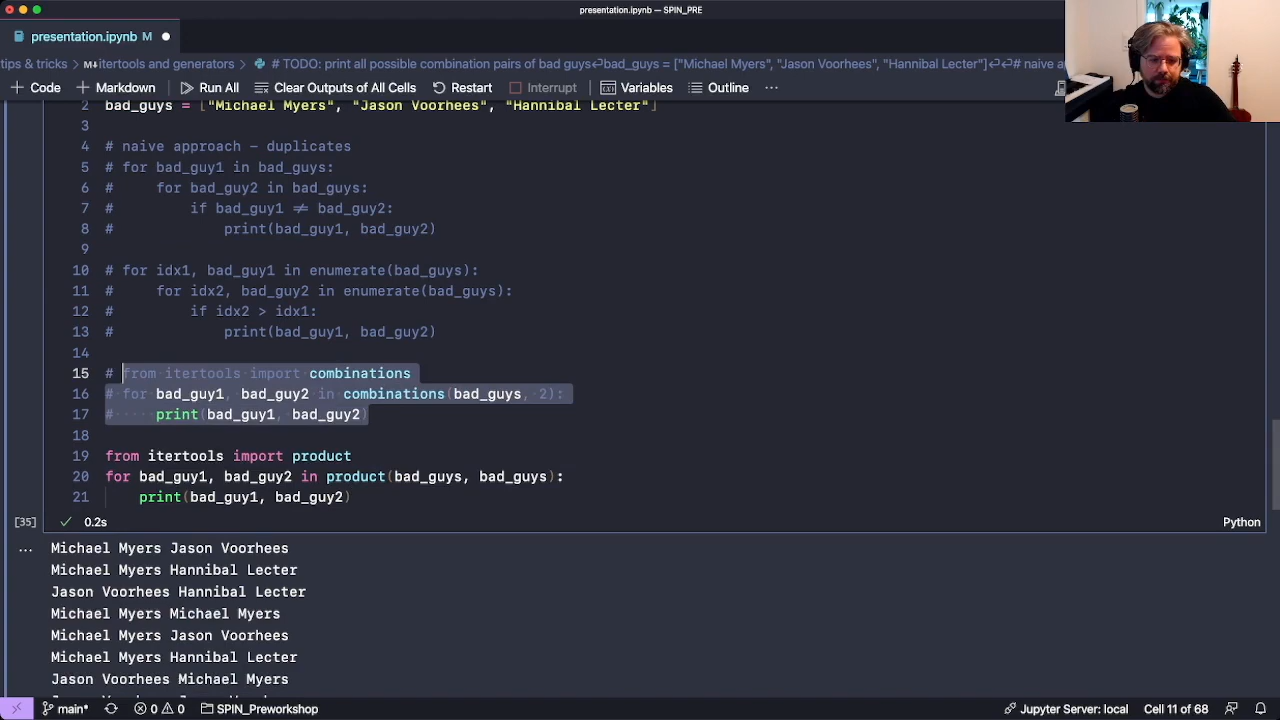 presentation.ipynb — SPIN_PRE
presentation.ipynb M
tips & tricks > M↓ itertools and generators > # TODO: print all possible combination pairs of bad guys↵bad_guys = ["Michael Myers", "Jason Voorhees", "Hannibal Lecter"]↵↵# naive a
+ Code + Markdown Run All Clear Outputs of All Cells Restart Interrupt Variables Outline ...
2 bad_guys = ["Michael Myers", "Jason Voorhees", "Hannibal Lecter"]
3
4 # naive approach - duplicates
5 # for bad_guy1 in bad_guys:
6 #     for bad_guy2 in bad_guys:
7 #         if bad_guy1 ≠ bad_guy2:
8 #             print(bad_guy1, bad_guy2)
9
10 # for idx1, bad_guy1 in enumerate(bad_guys):
11 #     for idx2, bad_guy2 in enumerate(bad_guys):
12 #         if idx2 > idx1:
13 #             print(bad_guy1, bad_guy2)
14
15 # from itertools import combinations
16 # for bad_guy1, bad_guy2 in combinations(bad_guys, 2):
17 #     print(bad_guy1, bad_guy2)
18
19 from itertools import product
20 for bad_guy1, bad_guy2 in product(bad_guys, bad_guys):
21     print(bad_guy1, bad_guy2)
[35] ✓ 0.2s Python
... Michael Myers Jason Voorhees
Michael Myers Hannibal Lecter
Jason Voorhees Hannibal Lecter
Michael Myers Michael Myers
Michael Myers Jason Voorhees
Michael Myers Hannibal Lecter
Jason Voorhees Michael Myers
main* 0 0 SPIN_Preworkshop Jupyter Server: local Cell 11 of 68